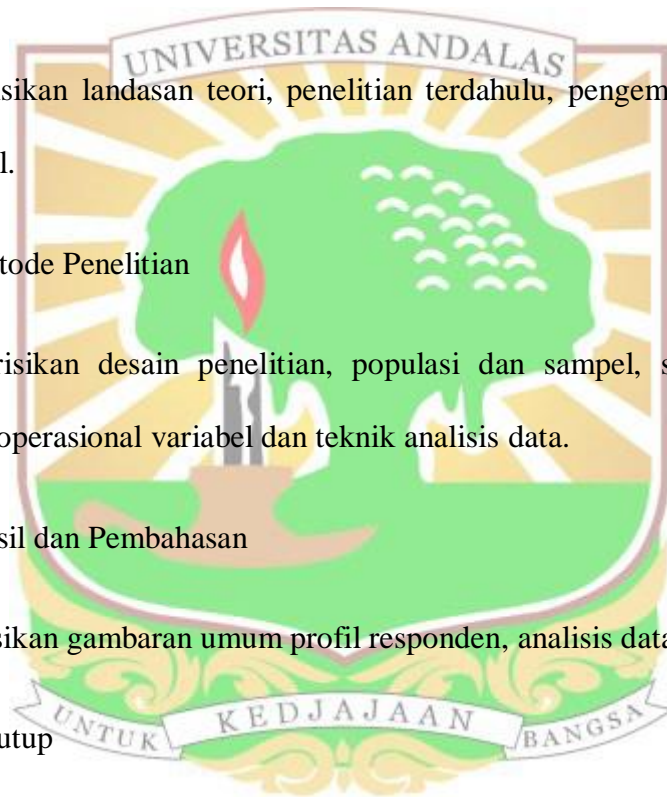 UNIVERSITAS ANDALAS
sikan landasan teori, penelitian terdahulu, pengem
l.
tode Penelitian
risikan desain penelitian, populasi dan sampel, s
operasional variabel dan teknik analisis data.
sil dan Pembahasan
sikan gambaran umum profil responden, analisis data
UNTUK KEDJAJAAN BANGSA
utup